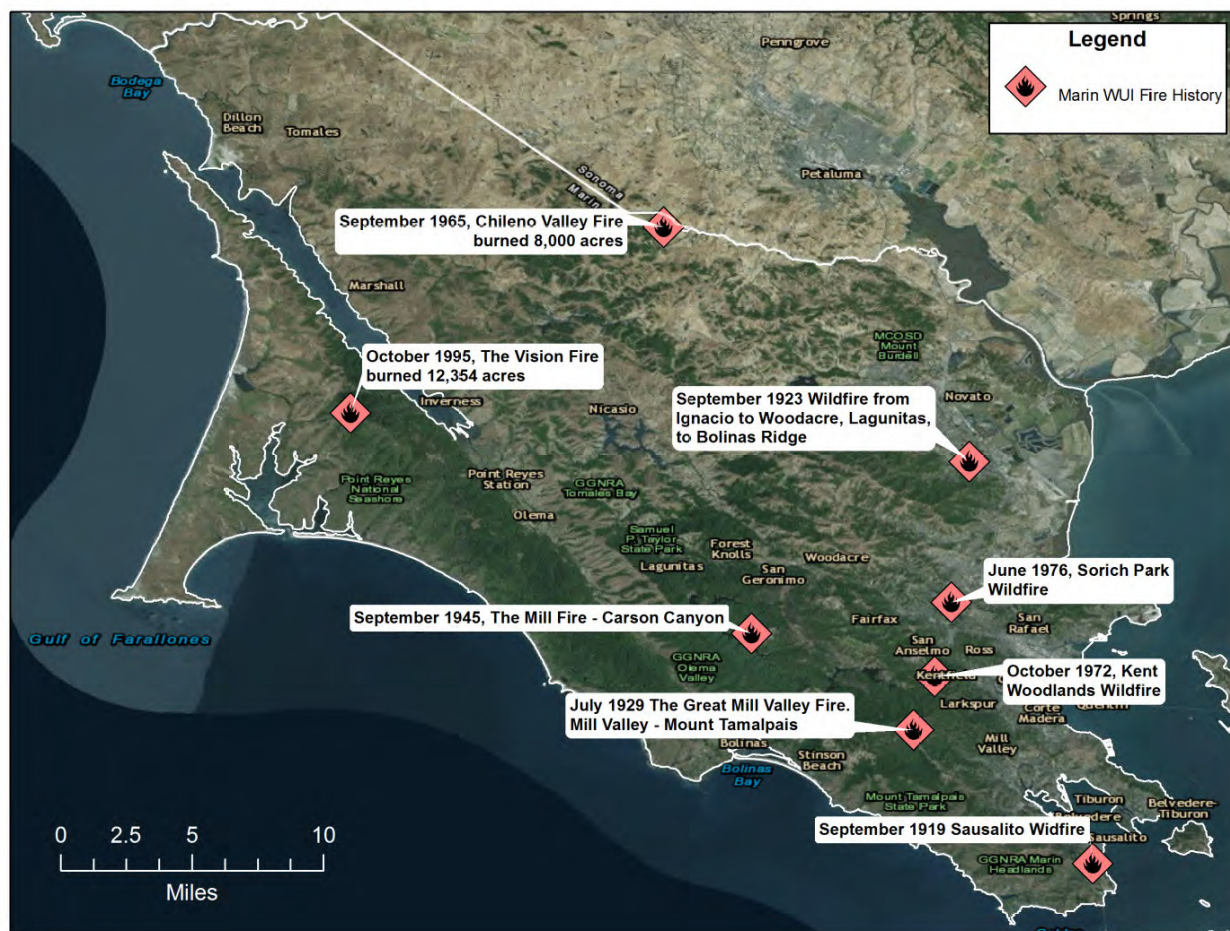 Springs
Legend
Marin WUI Fire History
Penngrove
Bodega
Bay
Dillon
Beach
Tomales
Petaluma
Sonoma
Marin
September 1965, Chileno Valley Fire
burned 8,000 acres
Marshall
MCOSD
Mount
Burdell
October 1995, The Vision Fire
burned 12,354 acres
Inverness
Nicasio
September 1923 Wildfire from
Ignacio to Woodacre, Lagunitas,
to Bolinas Ridge
Novato
Point Reyes
National
Seashore
Point Reyes
Station
GGNRA
Tomales Bay
Olema
Samuel
P. Taylor
State Park
Forest
Knolls
Lagunitas
San
Geronimo
Woodacre
June 1976, Sorich Park
Wildfire
Gulf of Farallones
September 1945, The Mill Fire - Carson Canyon
Fairfax
San
Rafael
San
Anselmo
Ross
GGNRA
Olema
Valley
Kentfield
October 1972, Kent
Woodlands Wildfire
July 1929 The Great Mill Valley Fire.
Mill Valley - Mount Tamalpais
Larkspur
Corte
Madera
Quentin
Mill
Valley
Bolinas
Stinson
Beach
Bolinas
Bay
Mount Tamalpais
State Park
Tiburon
Belvedere
Belvedere-
Tiburon
September 1919 Sausalito Widfire
Sausalito
GGNRA Marin
Headlands
0 2.5 5 10
Miles